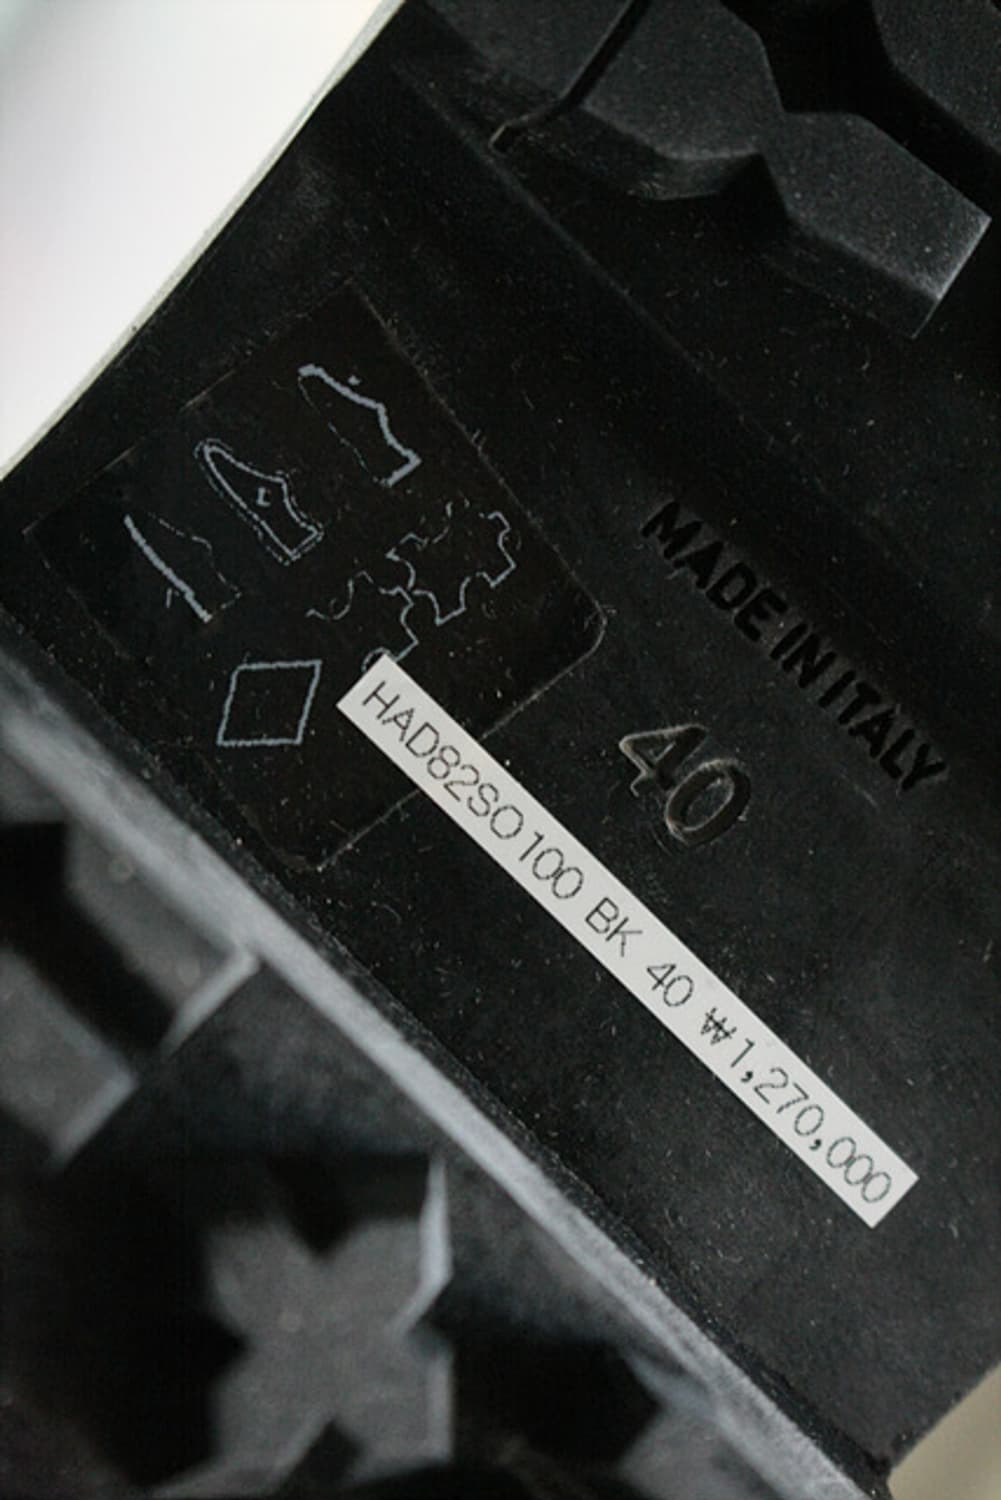 MADE IN ITALY
40
HAD82SO100 BK 40 ₩1,270,000